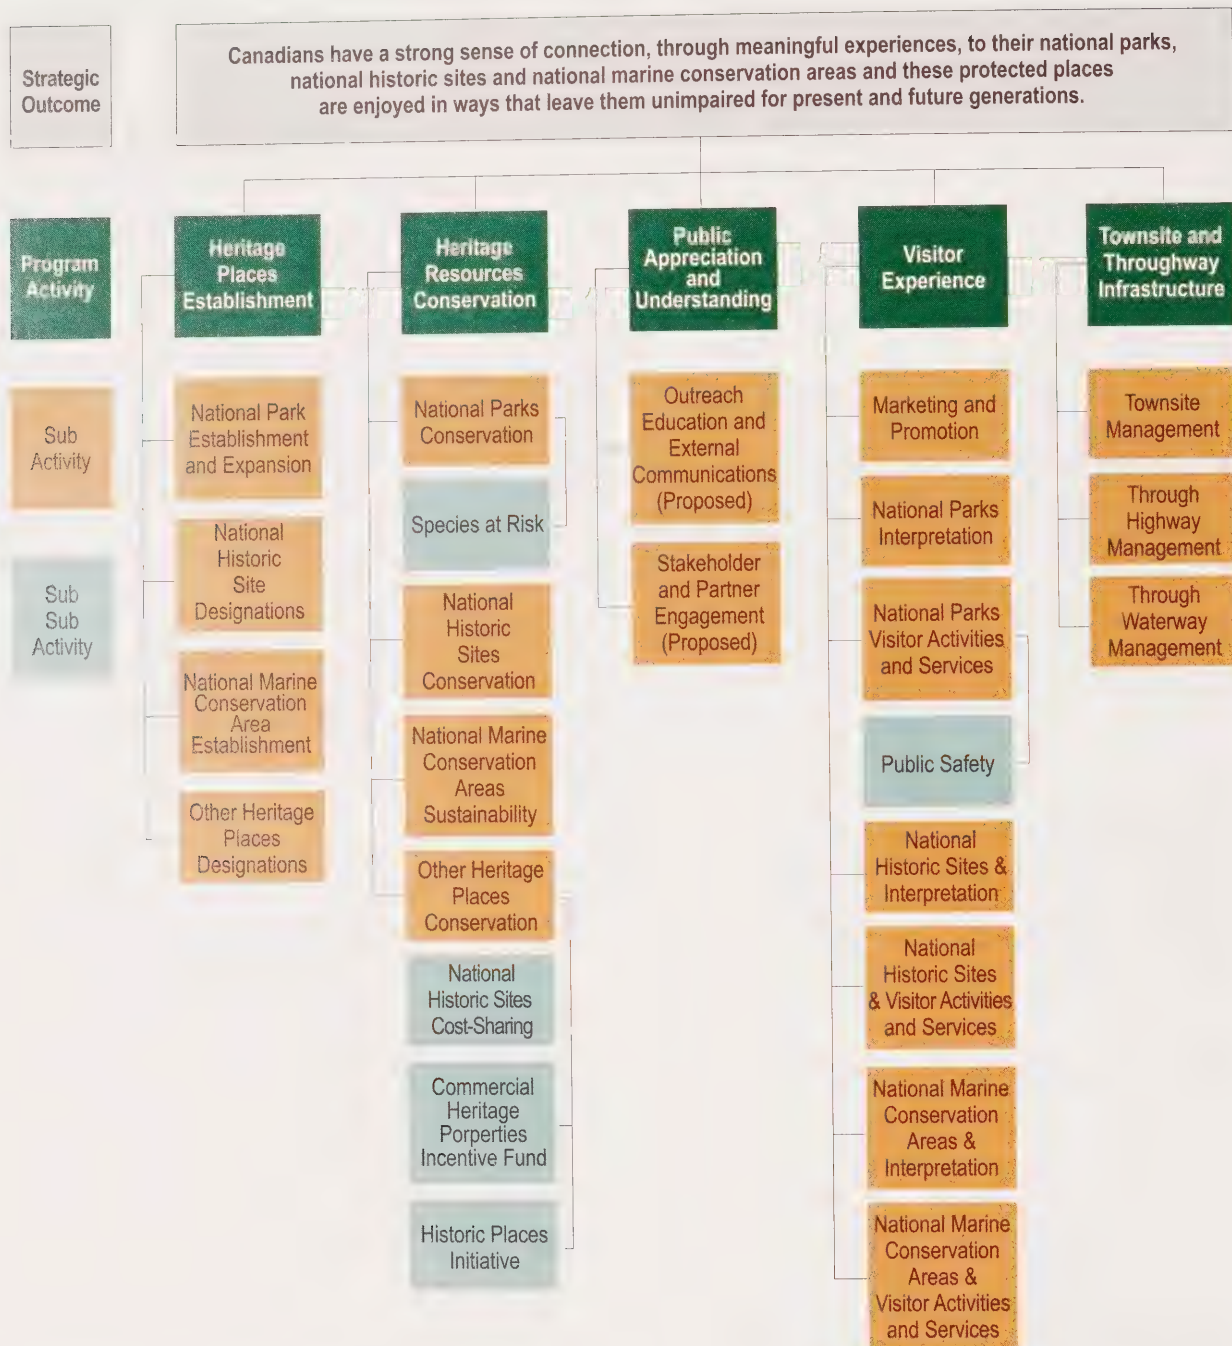 Strategic
Outcome
Canadians have a strong sense of connection, through meaningful experiences, to their national parks,
national historic sites and national marine conservation areas and these protected places
are enjoyed in ways that leave them unimpaired for present and future generations.
Program
Activity
Heritage
Places
Establishment
Heritage
Resources
Conservation
Public
Appreciation
and
Understanding
Visitor
Experience
Townsite and
Throughway
Infrastructure
Sub
Activity
Sub
Sub
Activity
National Park
Establishment
and Expansion
National
Historic
Site
Designations
National Marine
Conservation
Area
Establishment
Other Heritage
Places
Designations
National Parks
Conservation
Species at Risk
National
Historic
Sites
Conservation
National Marine
Conservation
Areas
Sustainability
Other Heritage
Places
Conservation
National
Historic Sites
Cost-Sharing
Commercial
Heritage
Porperties
Incentive Fund
Historic Places
Initiative
Outreach
Education and
External
Communications
(Proposed)
Stakeholder
and Partner
Engagement
(Proposed)
Marketing and
Promotion
National Parks
Interpretation
National Parks
Visitor Activities
and Services
Public Safety
National
Historic Sites &
Interpretation
National
Historic Sites
& Visitor Activities
and Services
National Marine
Conservation
Areas &
Interpretation
National Marine
Conservation
Areas &
Visitor Activities
and Services
Townsite
Management
Through
Highway
Management
Through
Waterway
Management